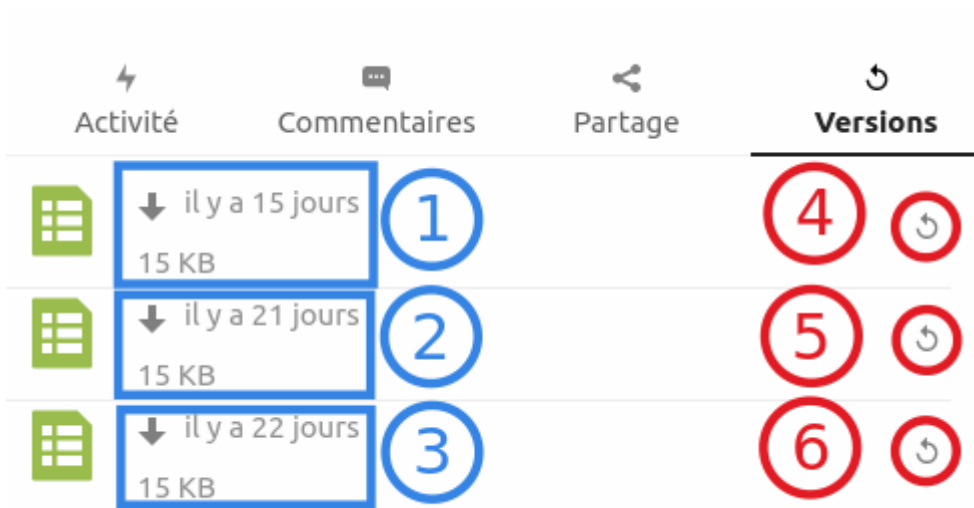 Activité Commentaires Partage Versions
il y a 15 jours 1 4
15 KB
il y a 21 jours 2 5
15 KB
il y a 22 jours 3 6
15 KB